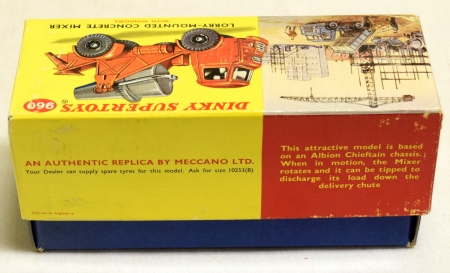 LORRY-MOUNTED CONCRETE MIXER
WITH WINDOWS
DINKY SUPERTOYS®
960
AN AUTHENTIC REPLICA BY MECCANO LTD.
Your Dealer can supply spare tyres for this model. Ask for size 10253(B)
This attractive model is based
on an Albion Chieftain chassis.
When in motion, the Mixer
rotates and it can be tipped to
discharge its load down the
delivery chute